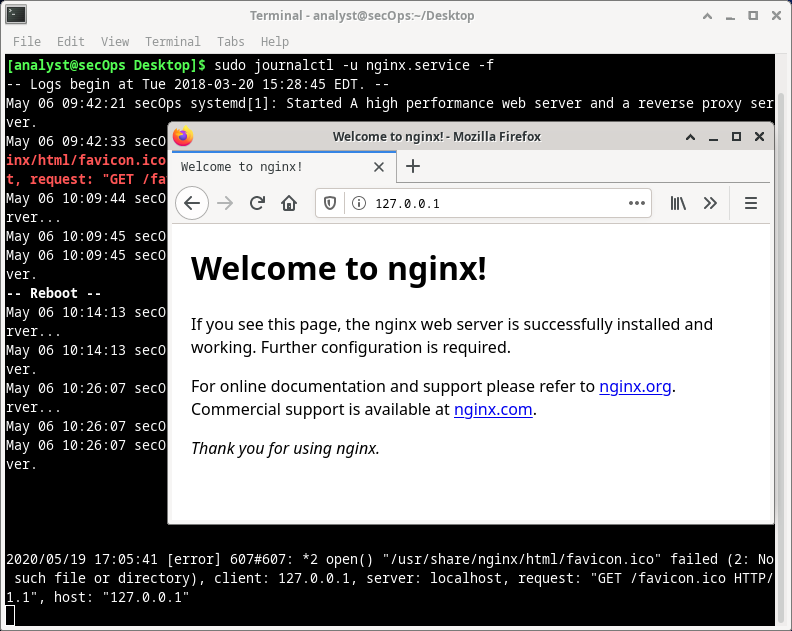 Terminal - analyst@secOps:~/Desktop
File Edit View Terminal Tabs Help
[analyst@secOps Desktop]$ sudo journalctl -u nginx.service -f
-- Logs begin at Tue 2018-03-20 15:28:45 EDT. --
May 06 09:42:21 secOps systemd[1]: Started A high performance web server and a reverse proxy ser
ver.
May 06 09:42:33 secO
inx/html/favicon.ico
t, request: "GET /fa
May 06 10:09:44 secO
rver...
May 06 10:09:45 secO
May 06 10:09:45 secO
ver.
-- Reboot --
May 06 10:14:13 secO
rver...
May 06 10:14:13 secO
ver.
May 06 10:26:07 secO
rver...
May 06 10:26:07 secO
May 06 10:26:07 secO
ver.
Welcome to nginx! - Mozilla Firefox
Welcome to nginx!
127.0.0.1
Welcome to nginx!
If you see this page, the nginx web server is successfully installed and
working. Further configuration is required.
For online documentation and support please refer to nginx.org.
Commercial support is available at nginx.com.
Thank you for using nginx.
2020/05/19 17:05:41 [error] 607#607: *2 open() "/usr/share/nginx/html/favicon.ico" failed (2: No
such file or directory), client: 127.0.0.1, server: localhost, request: "GET /favicon.ico HTTP/
1.1", host: "127.0.0.1"